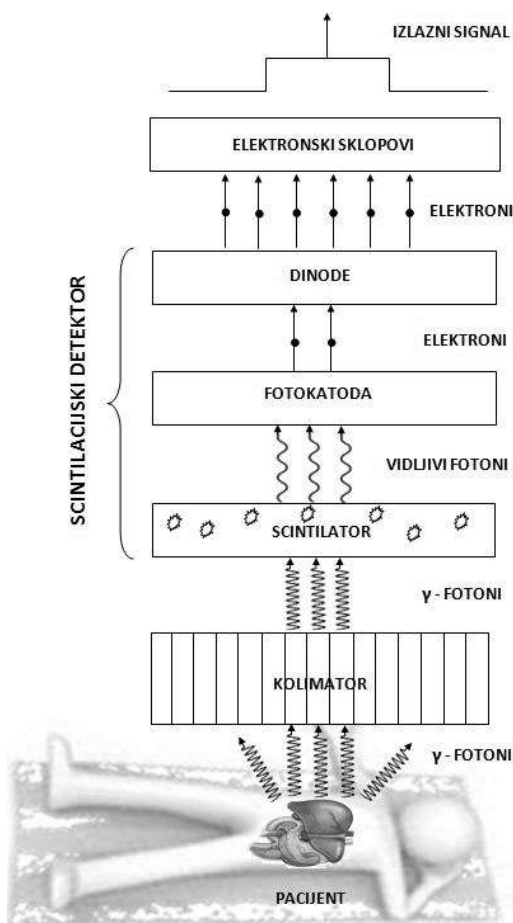 IZLAZNI SIGNAL
ELEKTRONSKI SKLOPOVI
ELEKTRONI
DINODE
ELEKTRONI
FOTOKATODA
VIDLJIVI FOTONI
SCINTILATOR
SCINTILACIJSKI DETEKTOR
γ - FOTONI
KOLIMATOR
γ - FOTONI
PACIJENT